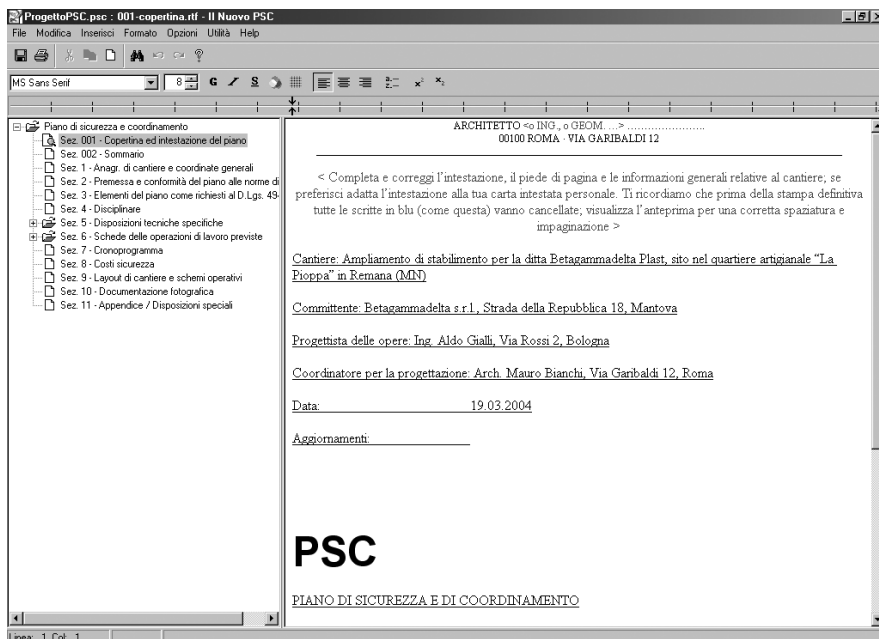 ProgettoPSC.psc : 001-copertina.rtf - Il Nuovo PSC
File Modifica Inserisci Formato Opzioni Utilità Help
MS Sans Serif 8 G I S
Piano di sicurezza e coordinamento
Sez. 001 - Copertina ed intestazione del piano
Sez. 002 - Sommario
Sez. 1 - Anagr. di cantiere e coordinate generali
Sez. 2 - Premessa e conformità del piano alle norme di
Sez. 3 - Elementi del piano come richiesti al D.Lgs. 49
Sez. 4 - Disciplinare
Sez. 5 - Disposizioni tecniche specifiche
Sez. 6 - Schede delle operazioni di lavoro previste
Sez. 7 - Cronoprogramma
Sez. 8 - Costi sicurezza
Sez. 9 - Layout di cantiere e schemi operativi
Sez. 10 - Documentazione fotografica
Sez. 11 - Appendice / Disposizioni speciali
ARCHITETTO <o ING., o GEOM. ...> ........................
00100 ROMA - VIA GARIBALDI 12
< Completa e correggi l'intestazione, il piede di pagina e le informazioni generali relative al cantiere; se
preferisci adatta l'intestazione alla tua carta intestata personale. Ti ricordiamo che prima della stampa definitiva
tutte le scritte in blu (come questa) vanno cancellate; visualizza l'anteprima per una corretta spaziatura e
impaginazione >
Cantiere: Ampliamento di stabilimento per la ditta Betagammadelta Plast, sito nel quartiere artigianale “La
Pioppa” in Remana (MN)
Committente: Betagammadelta s.r.l., Strada della Repubblica 18, Mantova
Progettista delle opere: Ing. Aldo Gialli, Via Rossi 2, Bologna
Coordinatore per la progettazione: Arch. Mauro Bianchi, Via Garibaldi 12, Roma
Data: 19.03.2004
Aggiornamenti:
PSC
PIANO DI SICUREZZA E DI COORDINAMENTO
Linea: 1 Col. 1